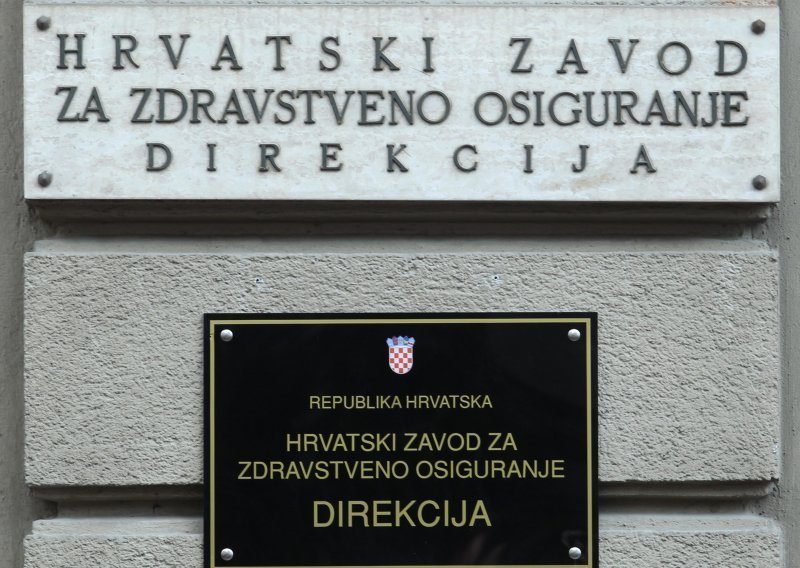 HRVATSKI ZAVOD
ZA ZDRAVSTVENO OSIGURANJE
DIREKCIJA
REPUBLIKA HRVATSKA
HRVATSKI ZAVOD ZA
ZDRAVSTVENO OSIGURANJE
DIREKCIJA